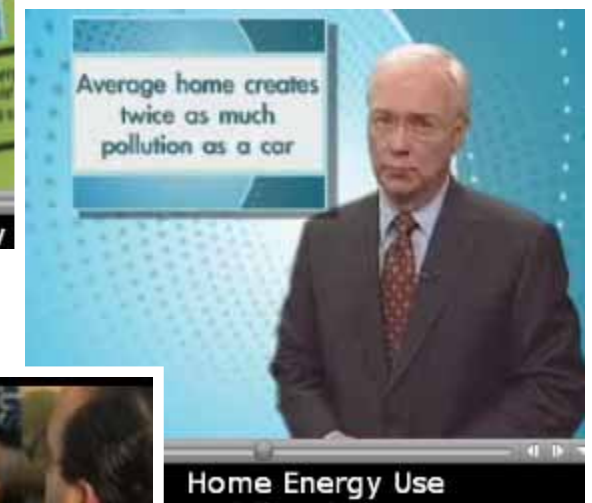 Average home creates
twice as much
pollution as a car
Home Energy Use